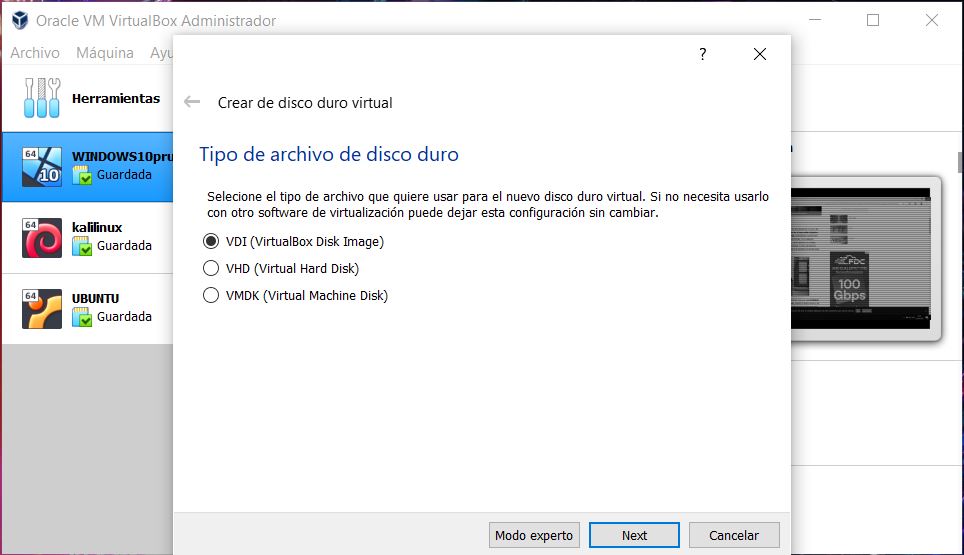 Oracle VM VirtualBox Administrador
Archivo Máquina Ayu
?
Crear de disco duro virtual
Herramientas
Tipo de archivo de disco duro
64
10
WINDOWS10pru
Guardada
Selecione el tipo de archivo que quiere usar para el nuevo disco duro virtual. Si no necesita usarlo
con otro software de virtualización puede dejar esta configuración sin cambiar.
64
kalilinux
Guardada
VDI (VirtualBox Disk Image)
VHD (Virtual Hard Disk)
VMDK (Virtual Machine Disk)
64
UBUNTU
Guardada
FDC
100
Gbps
Modo experto
Next
Cancelar